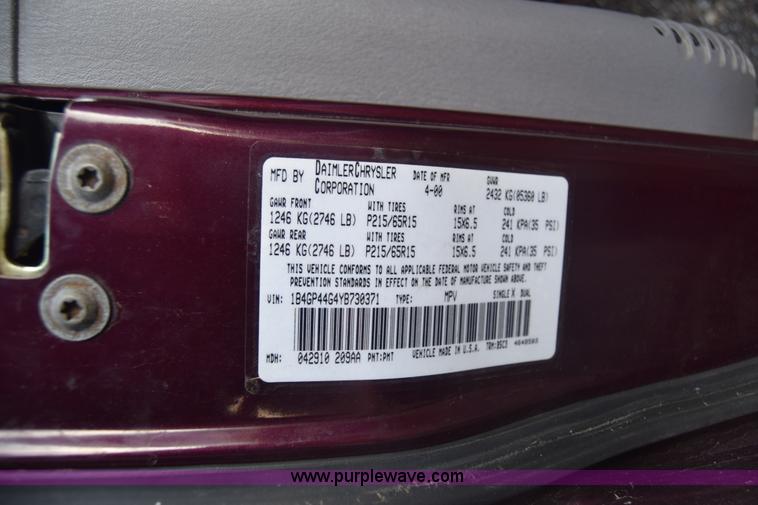 MFD BY DAIMLERCHRYSLER CORPORATION DATE OF MFR 4-00 GVWR 2432 KG(05360 LB)
GAWR FRONT WITH TIRES RIMS AT COLD
1246 KG(2746 LB) P215/65R15 15X6.5 241 KPA(35 PSI)
GAWR REAR WITH TIRES RIMS AT COLD
1246 KG(2746 LB) P215/65R15 15X6.5 241 KPA(35 PSI)
THIS VEHICLE CONFORMS TO ALL APPLICABLE FEDERAL MOTOR VEHICLE SAFETY AND THEFT
PREVENTION STANDARDS IN EFFECT ON THE DATE OF MANUFACTURE SHOWN ABOVE.
VIN: 1B4GP44G4YB730371 TYPE: MPV SINGLE X DUAL
MDH: 042910 209AA PNT:PMT VEHICLE MADE IN U.S.A. TRM:BSC3 4648503
www.purplewave.com